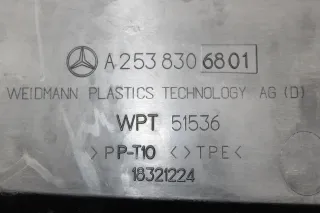 A 253 830 6801
WEIDMANN PLASTICS TECHNOLOGY AG (D)
WPT 51536
>PP-T10 <>TPE<
18321224